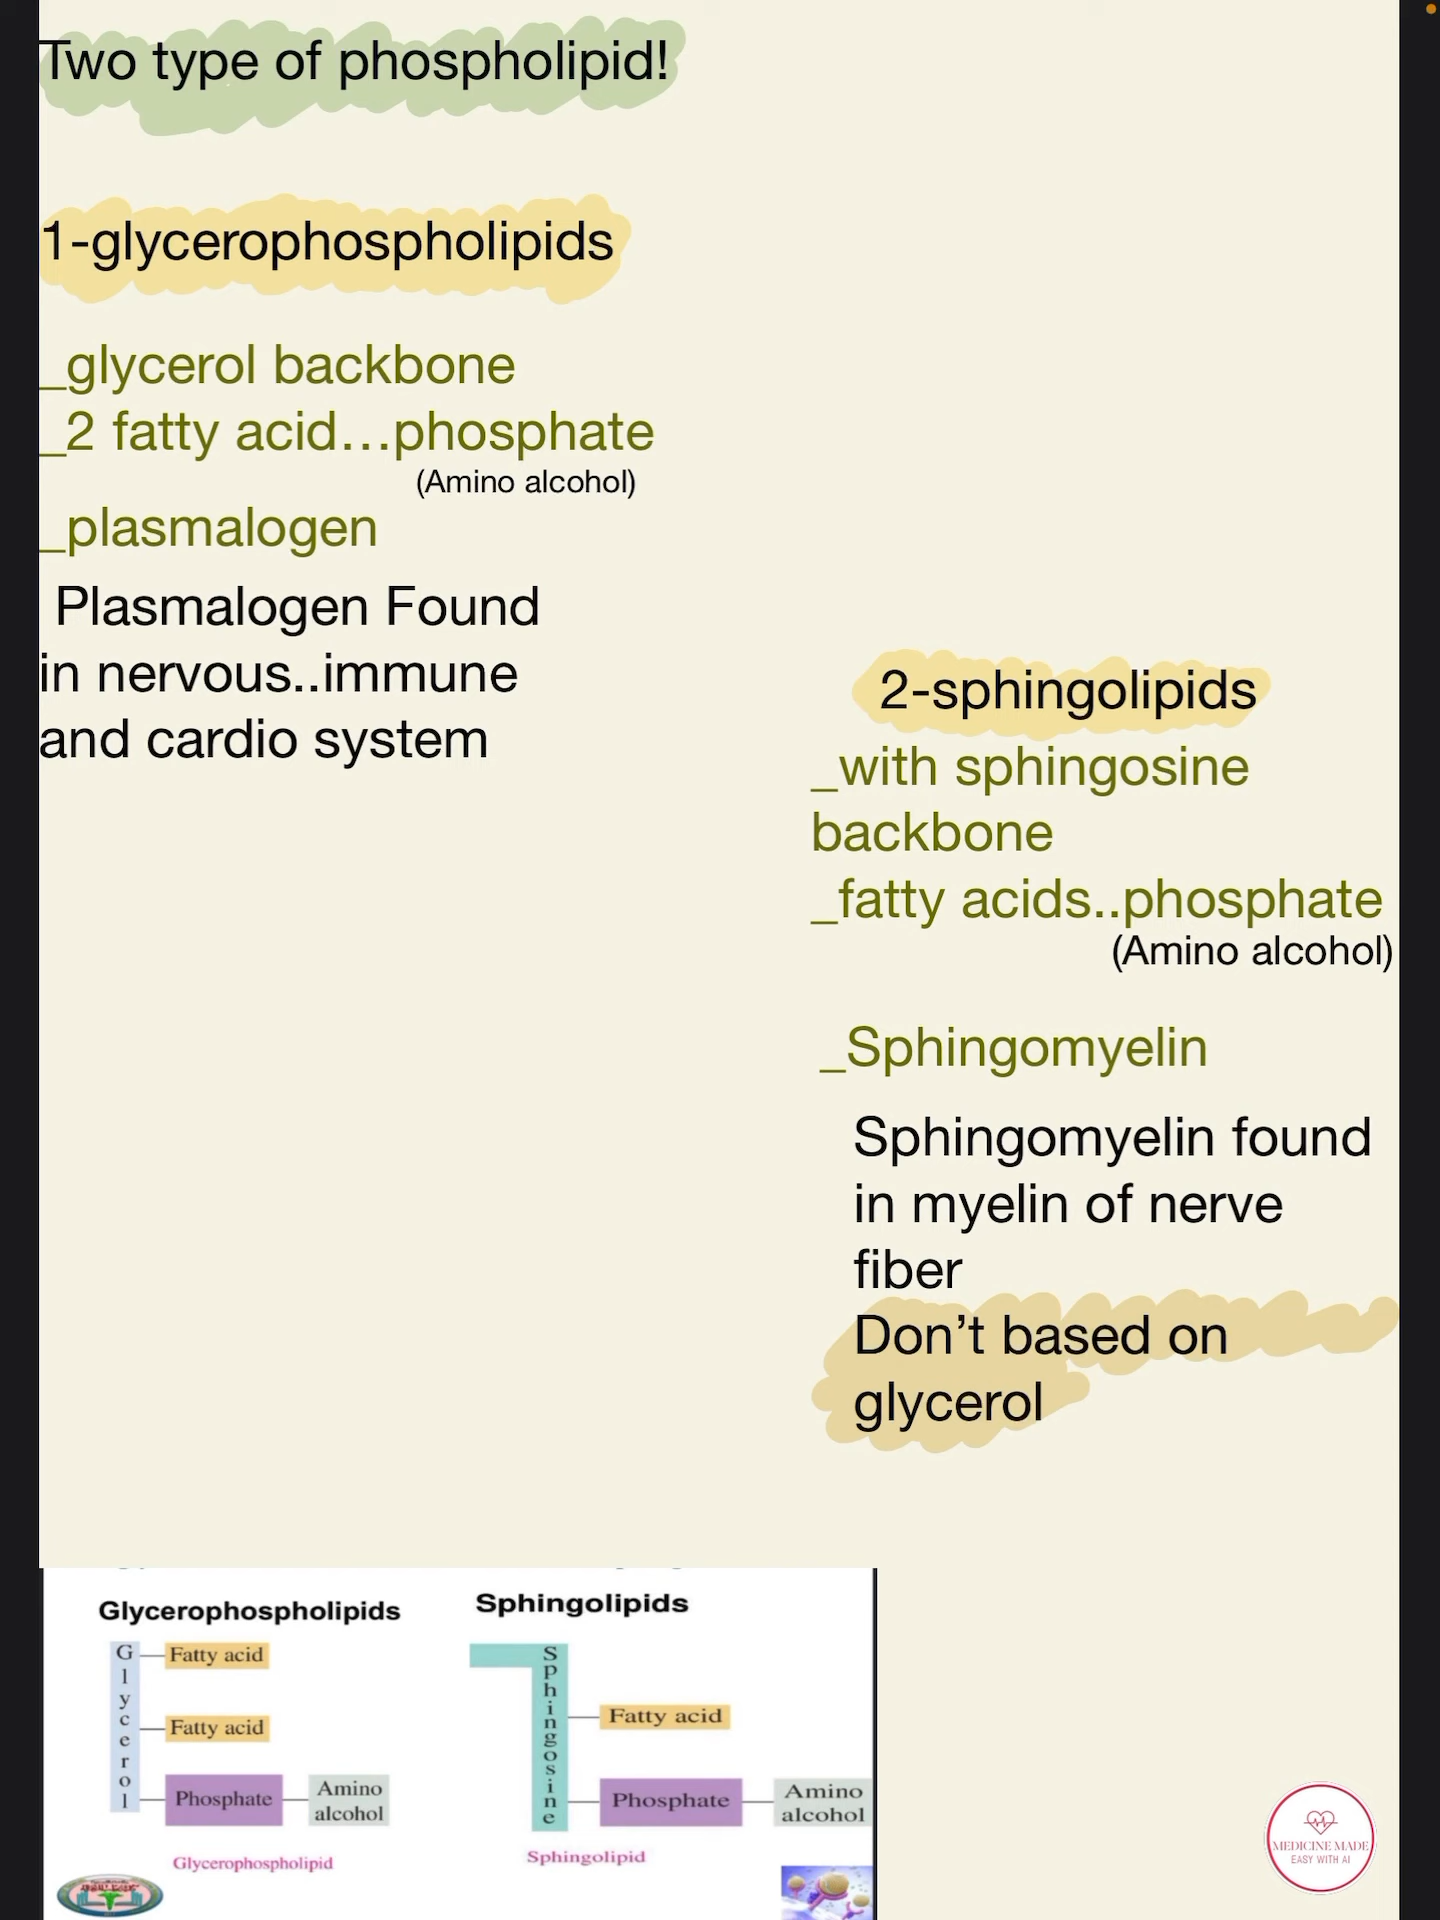 Two type of phospholipid!
1-glycerophospholipids
_glycerol backbone
_2 fatty acid...phosphate
(Amino alcohol)
_plasmalogen
Plasmalogen Found
in nervous..immune
and cardio system
2-sphingolipids
_with sphingosine
backbone
_fatty acids..phosphate
(Amino alcohol)
_Sphingomyelin
Sphingomyelin found
in myelin of nerve
fiber
Don’t based on
glycerol
Glycerophospholipids
Glycerol
Fatty acid
Fatty acid
Phosphate
Amino
alcohol
Glycerophospholipid
Sphingolipids
Sphingosine
Fatty acid
Phosphate
Amino
alcohol
Sphingolipid
MEDICINE MADE
EASY WITH AI